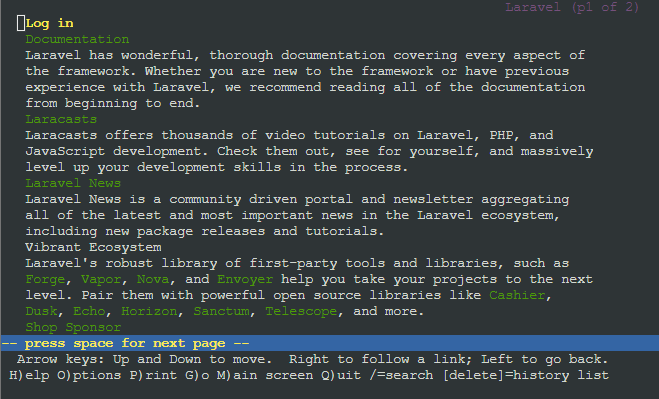 Laravel (p1 of 2)
Log in
Documentation
Laravel has wonderful, thorough documentation covering every aspect of
the framework. Whether you are new to the framework or have previous
experience with Laravel, we recommend reading all of the documentation
from beginning to end.
Laracasts
Laracasts offers thousands of video tutorials on Laravel, PHP, and
JavaScript development. Check them out, see for yourself, and massively
level up your development skills in the process.
Laravel News
Laravel News is a community driven portal and newsletter aggregating
all of the latest and most important news in the Laravel ecosystem,
including new package releases and tutorials.
Vibrant Ecosystem
Laravel's robust library of first-party tools and libraries, such as
Forge, Vapor, Nova, and Envoyer help you take your projects to the next
level. Pair them with powerful open source libraries like Cashier,
Dusk, Echo, Horizon, Sanctum, Telescope, and more.
Shop Sponsor
-- press space for next page --
Arrow keys: Up and Down to move.  Right to follow a link; Left to go back.
H)elp O)ptions P)rint G)o M)ain screen Q)uit /=search [delete]=history list